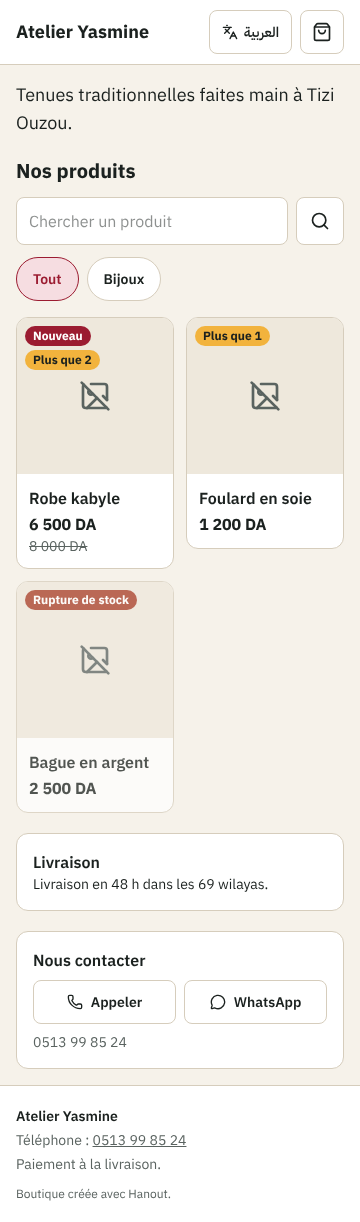 Atelier Yasmine
العربية
Tenues traditionnelles faites main à Tizi
Ouzou.
Nos produits
Chercher un produit
Tout
Bijoux
Nouveau
Plus que 2
Robe kabyle
6 500 DA
8 000 DA
Plus que 1
Foulard en soie
1 200 DA
Rupture de stock
Bague en argent
2 500 DA
Livraison
Livraison en 48 h dans les 69 wilayas.
Nous contacter
Appeler
WhatsApp
0513 99 85 24
Atelier Yasmine
Téléphone : 0513 99 85 24
Paiement à la livraison.
Boutique créée avec Hanout.